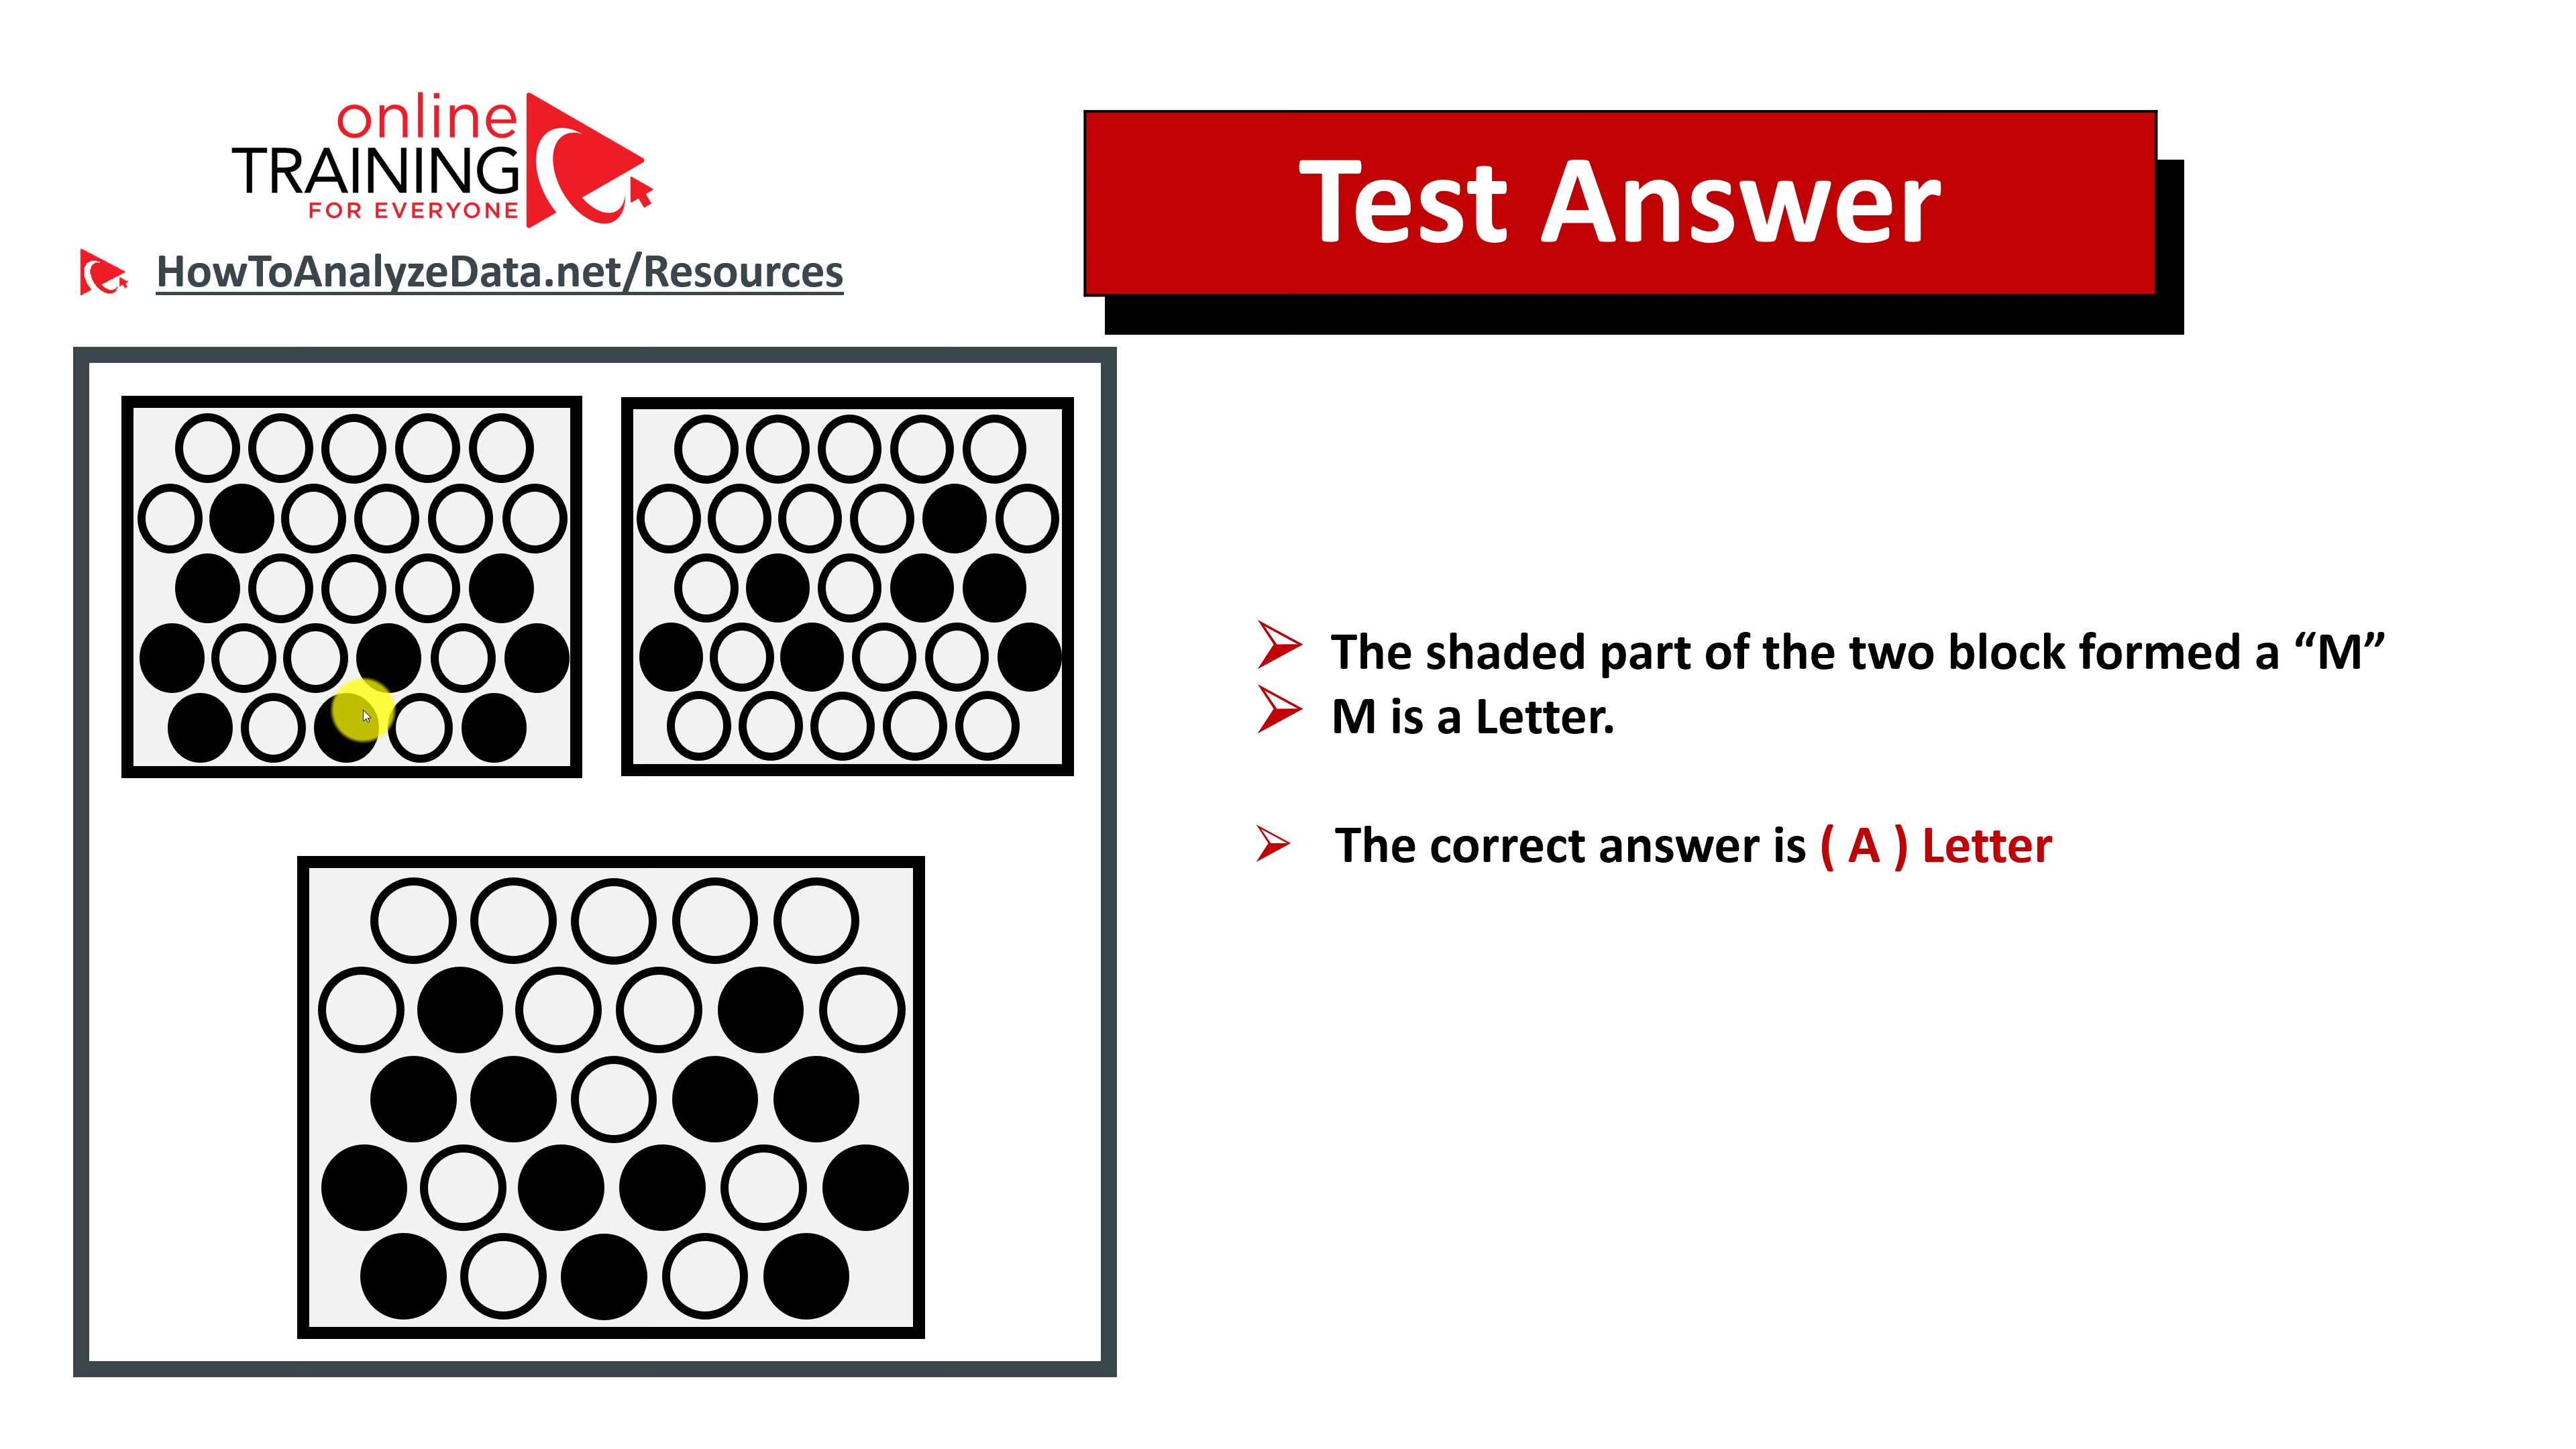 online
TRAINING
FOR EVERYONE
HowToAnalyzeData.net/Resources
Test Answer
The shaded part of the two block formed a “M”
M is a Letter.
The correct answer is ( A ) Letter